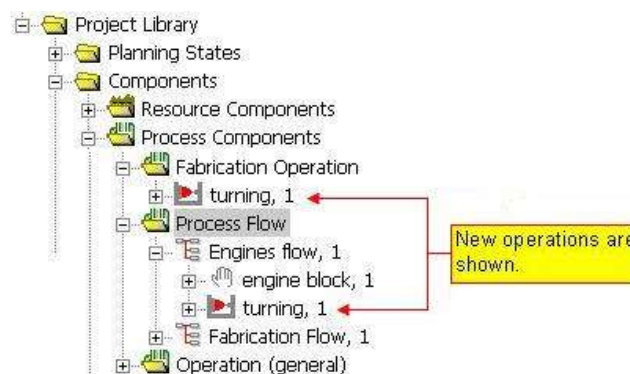 Project Library
Planning States
Components
Resource Components
Process Components
Fabrication Operation
turning, 1
Process Flow
Engines flow, 1
New operations are
shown.
engine block, 1
turning, 1
Fabrication Flow, 1
Operation (general)